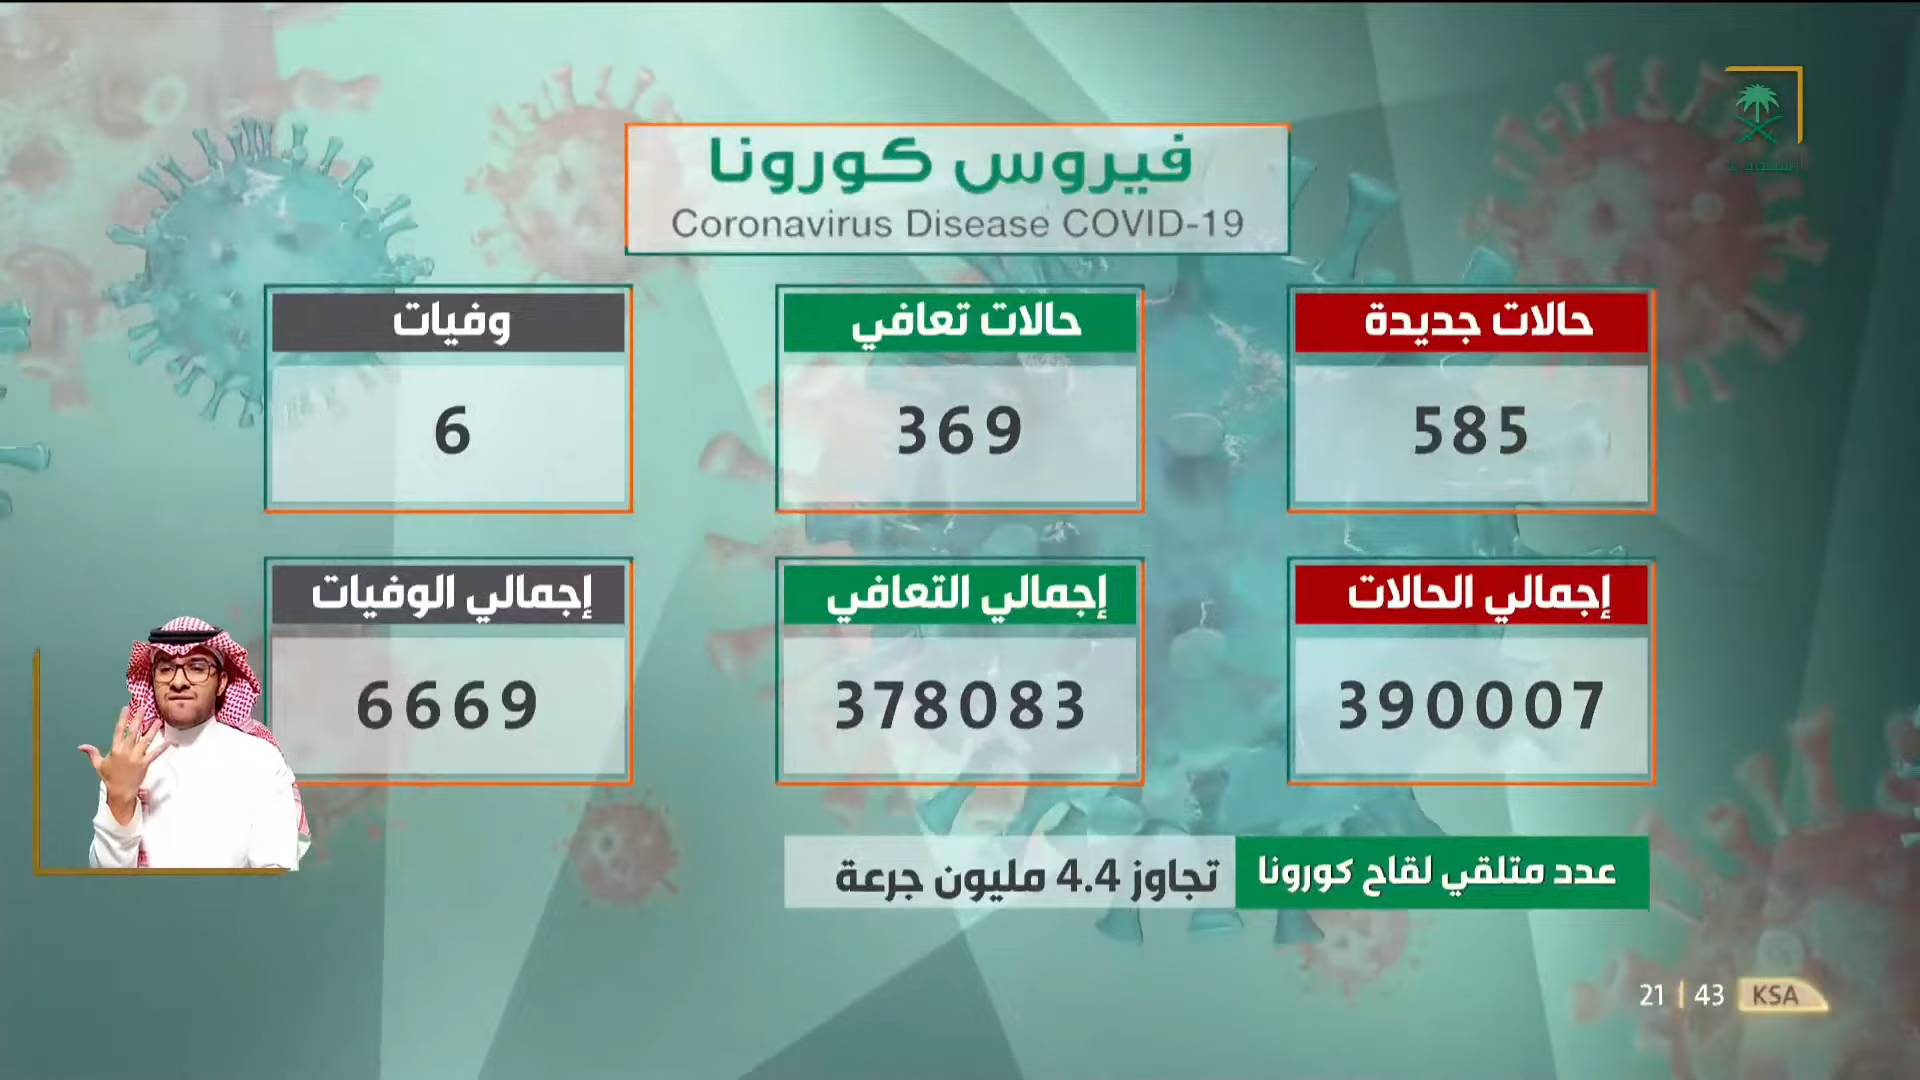 فيروس كورونا
Coronavirus Disease COVID-19
حالات جديدة
585
حالات تعافي
369
وفيات
6
إجمالي الحالات
390007
إجمالي التعافي
378083
إجمالي الوفيات
6669
عدد متلقي لقاح كورونا
تجاوز 4.4 مليون جرعة
21 | 43 KSA